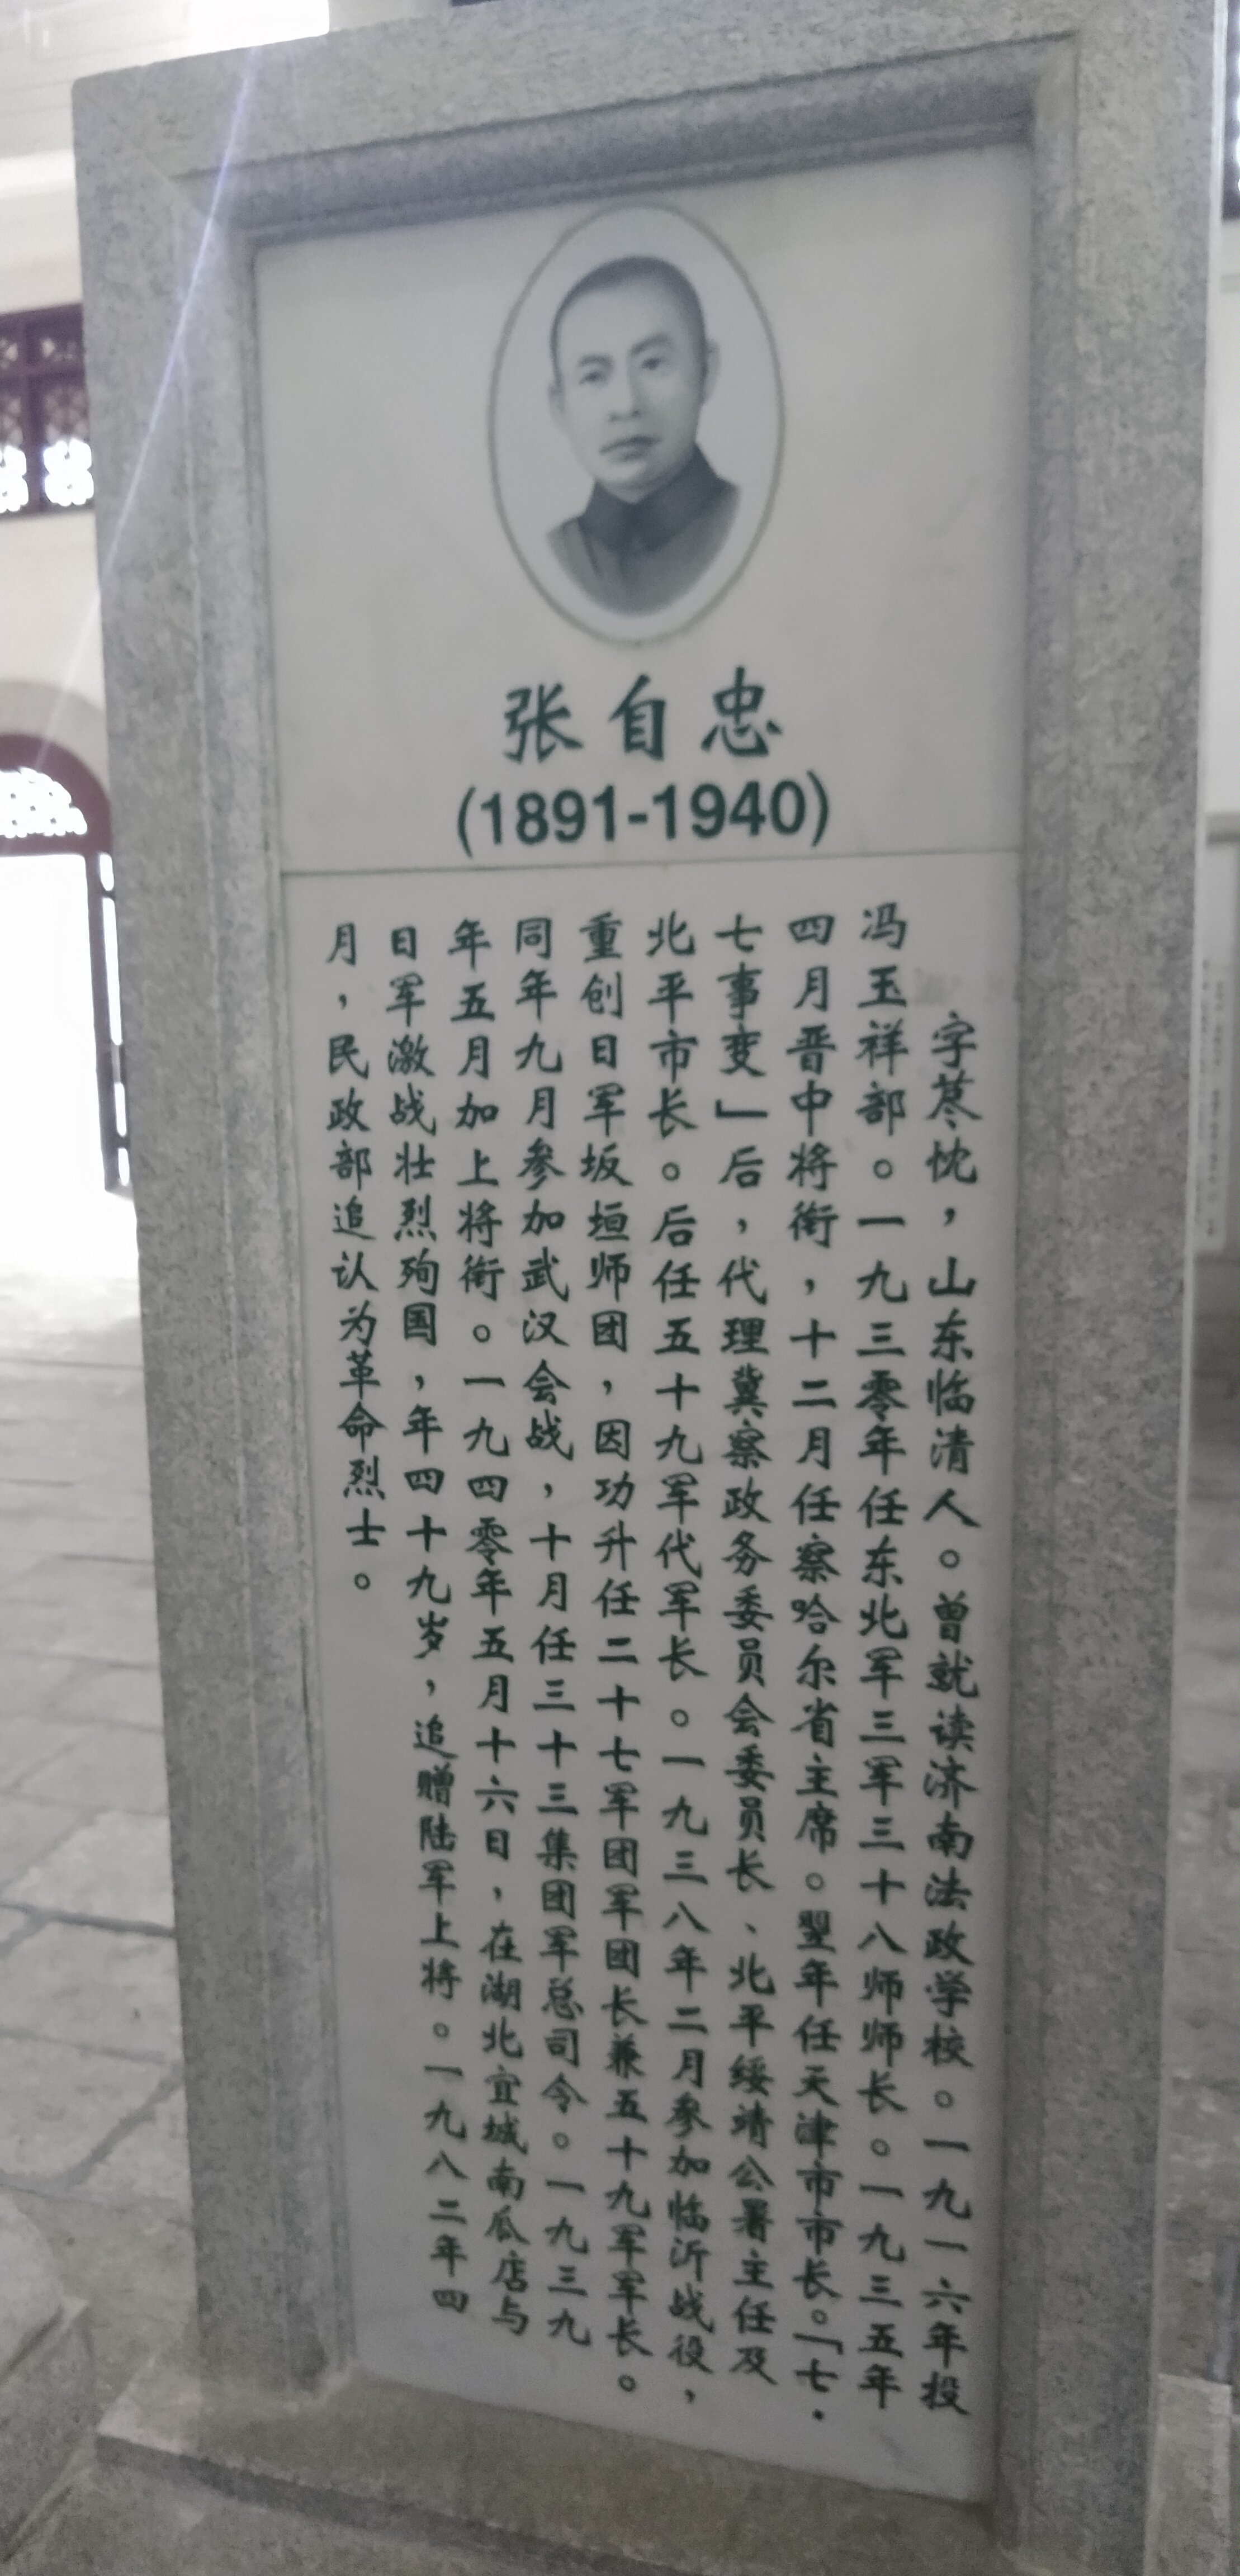 张自忠
(1891-1940)
字荩忱，山东临清人。曾就读济南法政学校。一九一六年投
冯玉祥部。一九三零年任东北军三军三十八师师长。一九三五年
四月晋中将衔，十二月任察哈尔省主席。翌年任天津市市长。「七·
七事变」后，代理冀察政务委员会委员长、北平绥靖公署主任及
北平市长。后任五十九军代军长。一九三八年二月参加临沂战役，
重创日军坂垣师团，因功升任二十七军团军团长兼五十九军军长。
同年九月参加武汉会战，十月任三十三集团军总司令。一九三九
年五月加上将衔。一九四零年五月十六日，在湖北宜城南瓜店与
日军激战壮烈殉国，年四十九岁，追赠陆军上将。一九八二年四
月，民政部追认为革命烈士。